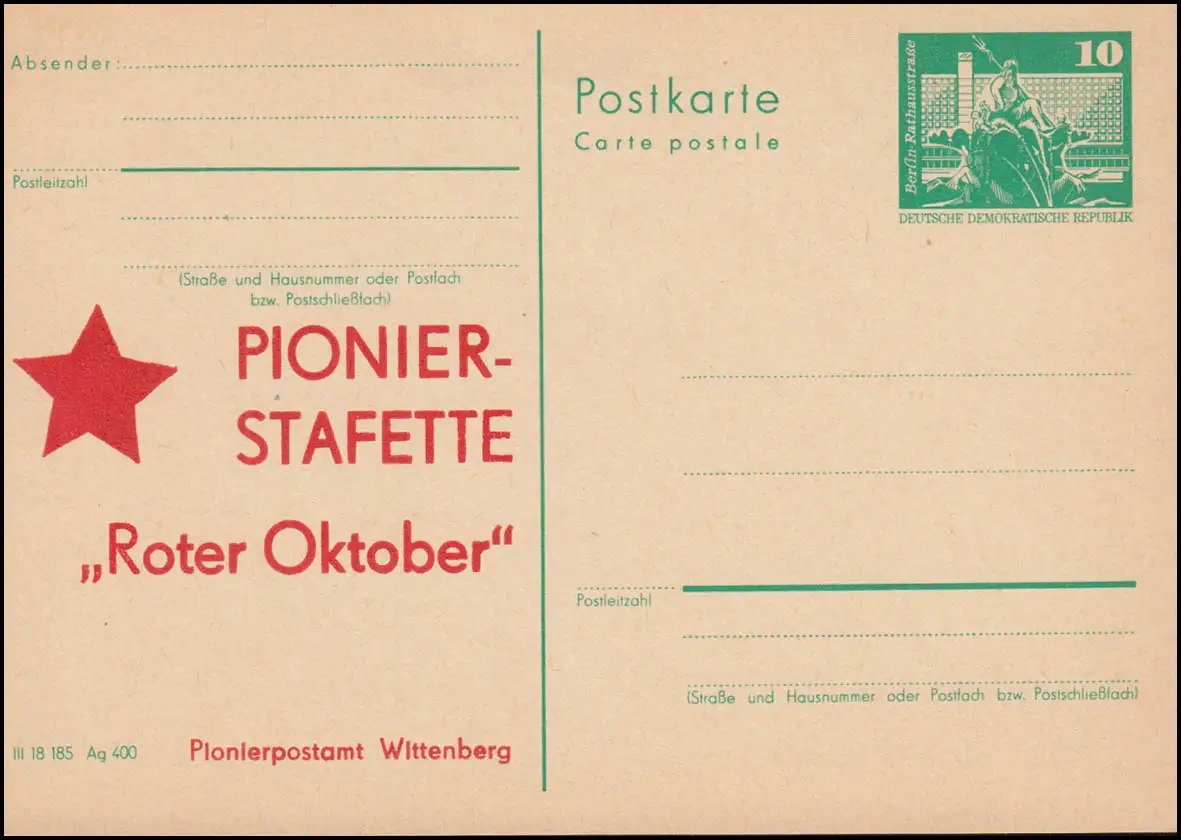 Absender:
Postleitzahl
(Straße und Hausnummer oder Postfach
bzw. Postschließfach)
PIONIER-
STAFETTE
„Roter Oktober“
III 18 185 Ag 400
Pionierpostamt Wittenberg
Postkarte
Carte postale
10
Berlin-Rathausstraße
DEUTSCHE DEMOKRATISCHE REPUBLIK
Postleitzahl
(Straße und Hausnummer oder Postfach bzw. Postschließfach)